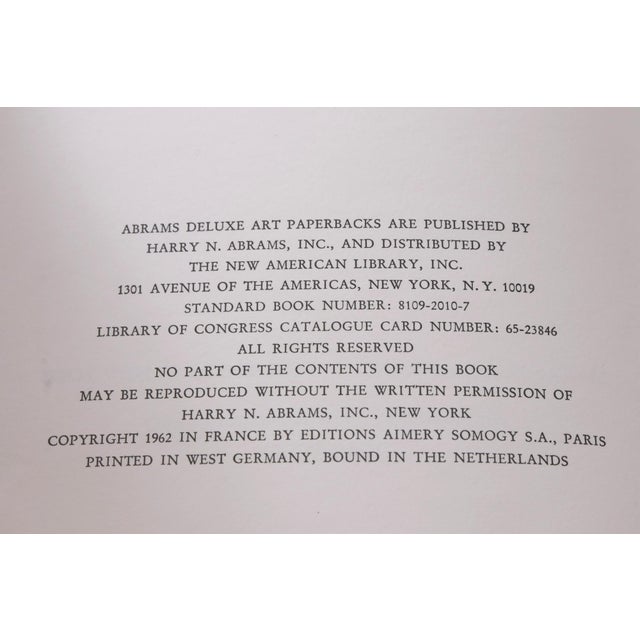 ABRAMS DELUXE ART PAPERBACKS ARE PUBLISHED BY
HARRY N. ABRAMS, INC., AND DISTRIBUTED BY
THE NEW AMERICAN LIBRARY, INC.
1301 AVENUE OF THE AMERICAS, NEW YORK, N.Y. 10019
STANDARD BOOK NUMBER: 8109-2010-7
LIBRARY OF CONGRESS CATALOGUE CARD NUMBER: 65-23846
ALL RIGHTS RESERVED
NO PART OF THE CONTENTS OF THIS BOOK
MAY BE REPRODUCED WITHOUT THE WRITTEN PERMISSION OF
HARRY N. ABRAMS, INC., NEW YORK
COPYRIGHT 1962 IN FRANCE BY EDITIONS AIMERY SOMOGY S.A., PARIS
PRINTED IN WEST GERMANY, BOUND IN THE NETHERLANDS